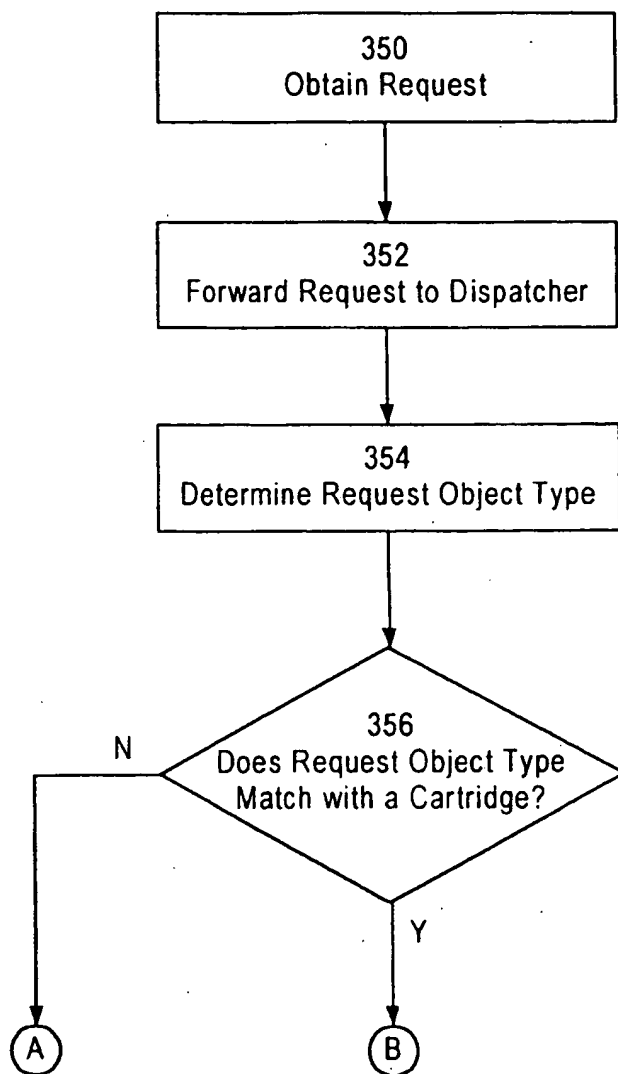 350
Obtain Request
352
Forward Request to Dispatcher
354
Determine Request Object Type
356
Does Request Object Type
Match with a Cartridge?
N
Y
A
B